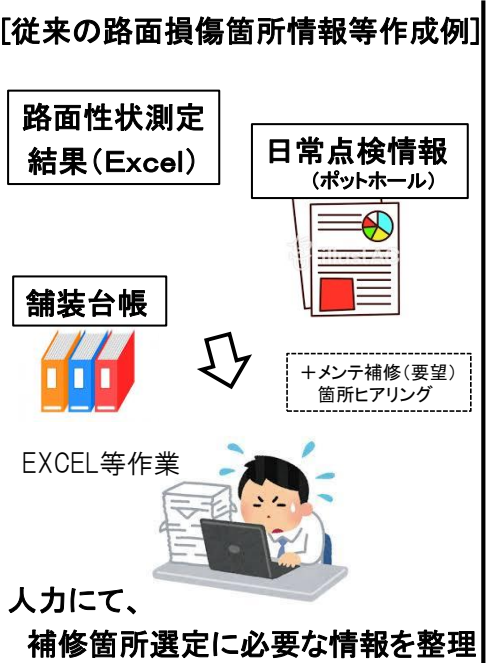 [従来の路面損傷箇所情報等作成例]
路面性状測定
結果（Excel）
日常点検情報
（ポットホール）
舗装台帳
＋メンテ補修（要望）
箇所ヒアリング
EXCEL等作業
人力にて、
補修箇所選定に必要な情報を整理